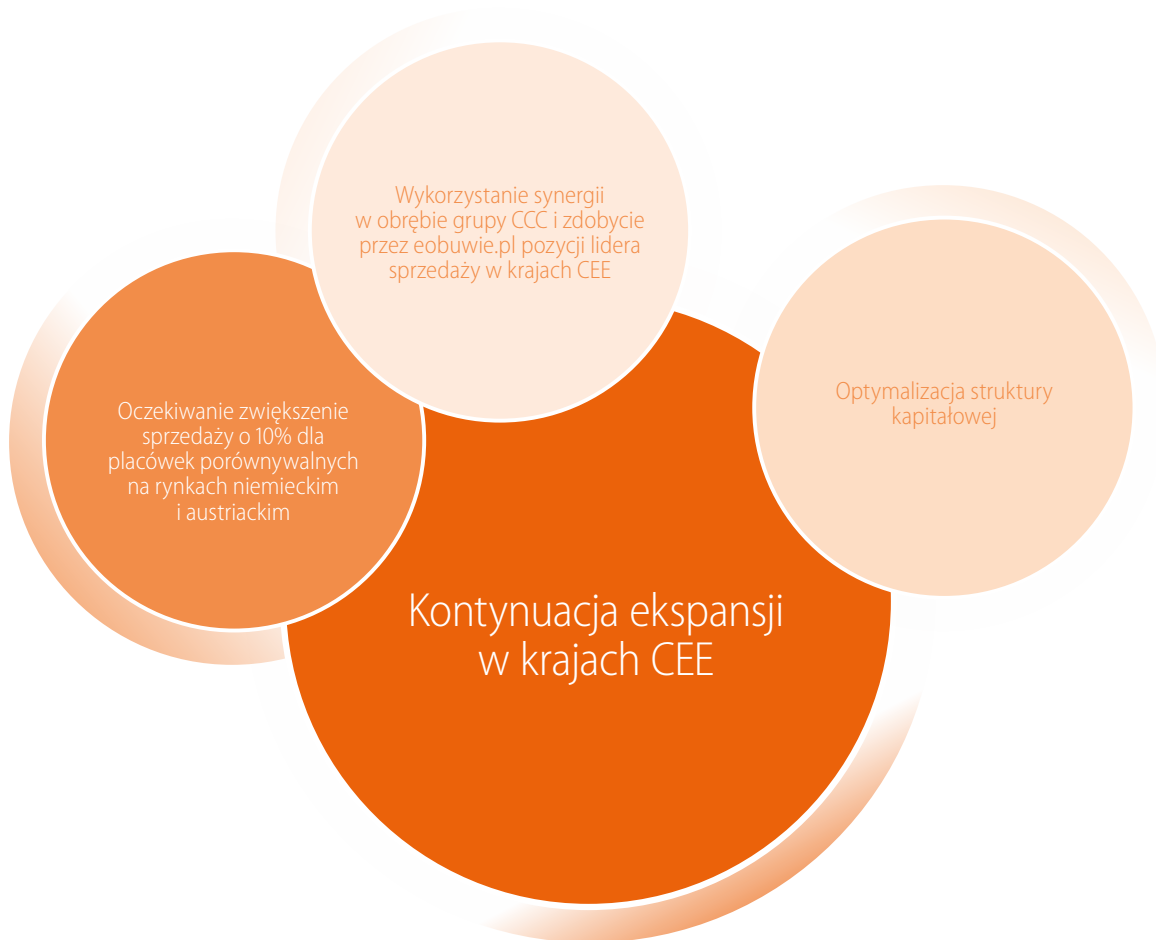 Wykorzystanie synergii
w obrębie grupy CCC i zdobycie
przez eobuwie.pl pozycji lidera
sprzedaży w krajach CEE
Optymalizacja struktury
kapitałowej
Oczekiwanie zwiększenie
sprzedaży o 10% dla
placówek porównywalnych
na rynkach niemieckim
i austriackim
Kontynuacja ekspansji
w krajach CEE